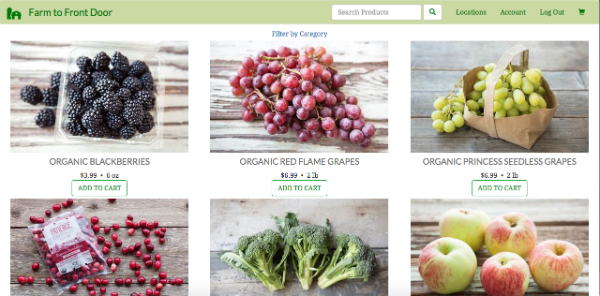 Farm to Front Door
Search Products
Locations
Account
Log Out
Filter by Category
ORGANIC BLACKBERRIES
$3.99 • 6 oz
ADD TO CART
ORGANIC RED FLAME GRAPES
$6.99 • 2 lb
ADD TO CART
ORGANIC PRINCESS SEEDLESS GRAPES
$6.99 • 2 lb
ADD TO CART